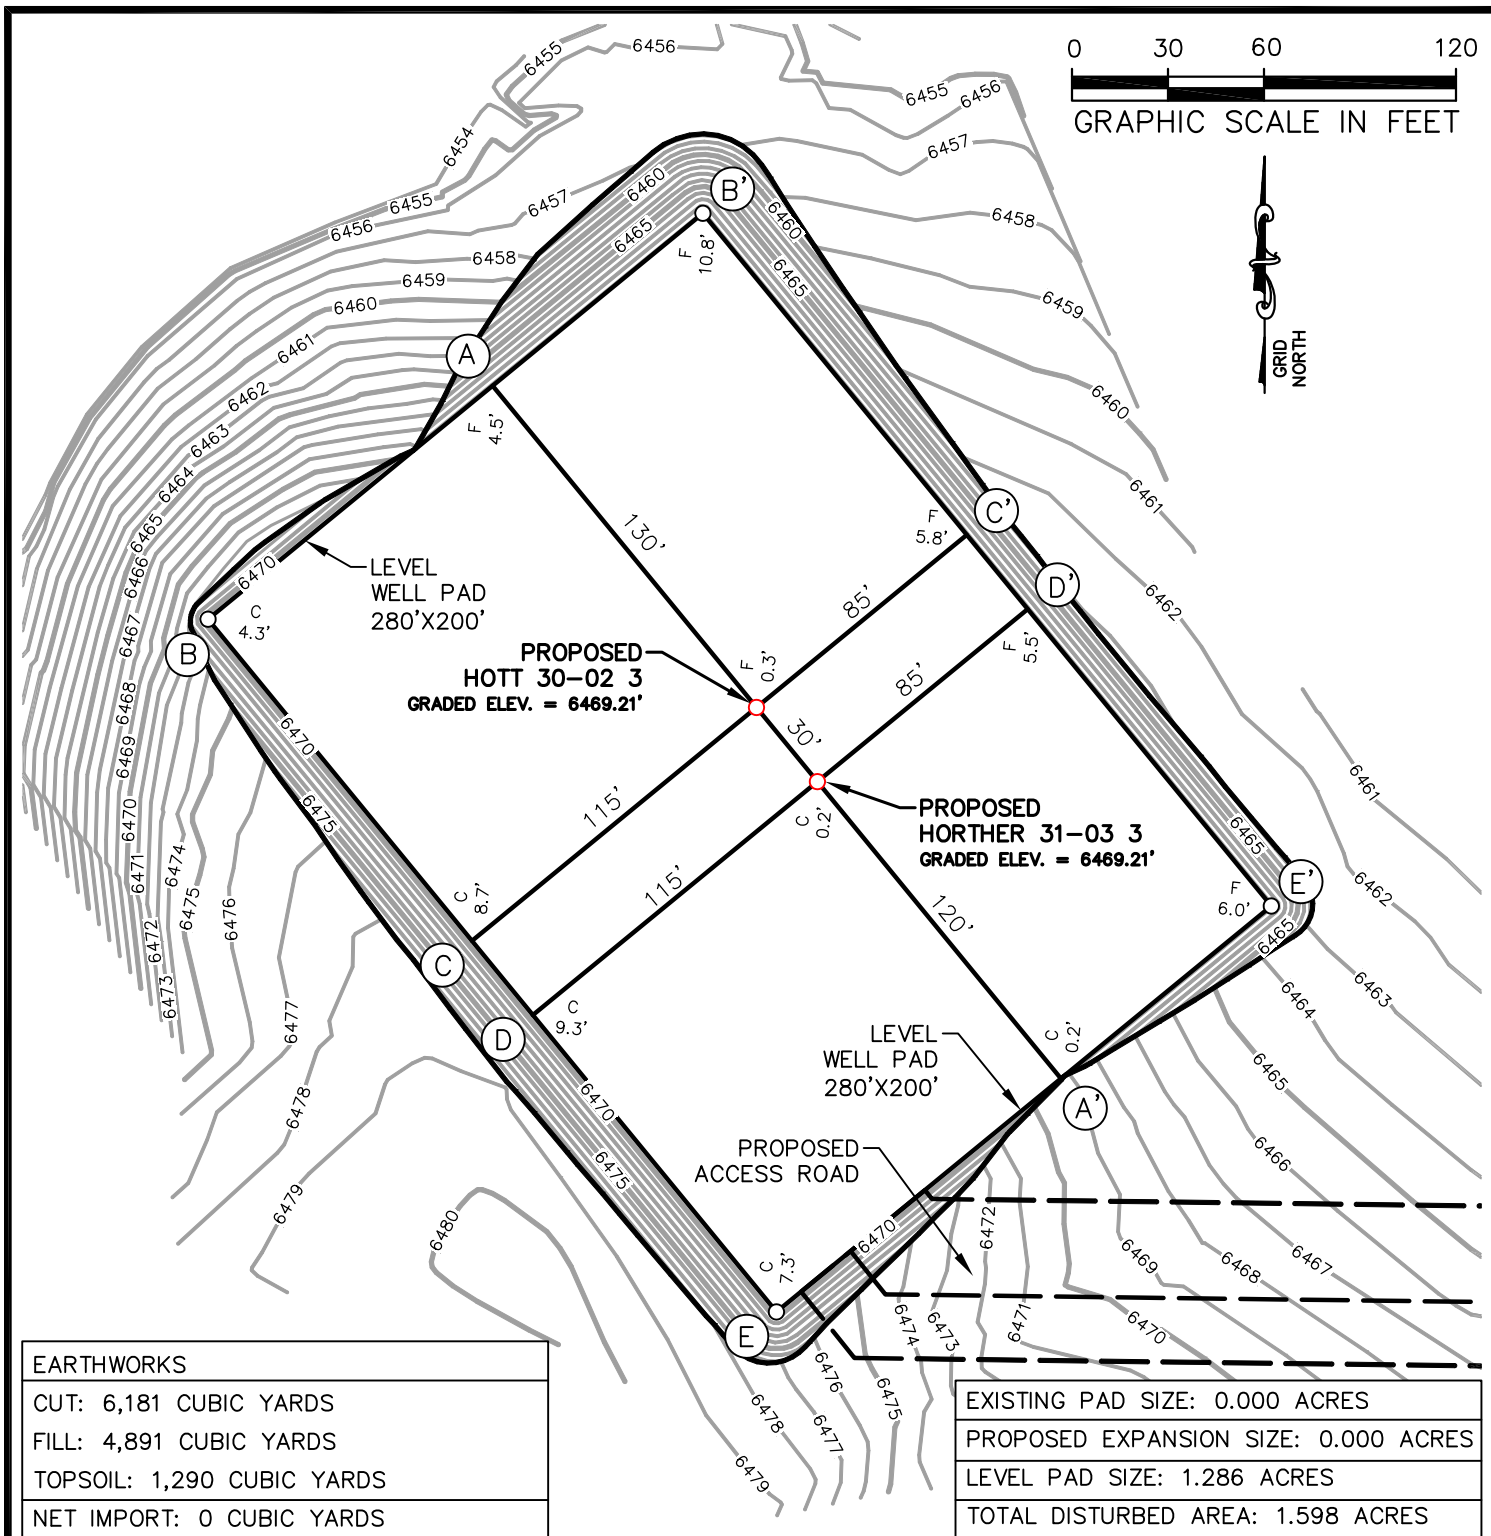 0 30 60 120
GRAPHIC SCALE IN FEET
GRID
NORTH
6455
6456
6455
6456
6454
6457
6455
6456
6457
6458
6459
6460
6461
6462
6463
6464
6465
6466
6467
6468
6469
6470
6471
6472
6473
6474
6475
6476
6477
6478
6479
6480
6458
6459
6460
6461
6462
6460
6465
6460
6465
B'
F
10.8'
A
F
4.5'
130'
F
5.8'
C'
D'
85'
85'
F
5.5'
6470
C
4.3'
B
LEVEL
WELL PAD
280'X200'
PROPOSED
HOTT 30-02 3
GRADED ELEV. = 6469.21'
F
0.3'
30'
6470
6475
115'
C
0.2'
PROPOSED
HORTHER 31-03 3
GRADED ELEV. = 6469.21'
6465
E'
F
6.0'
6465
6461
6462
6463
6464
6465
6466
6467
6468
6469
6470
6471
6472
6473
6474
6475
6476
6477
6478
6479
C
8.7'
C
115'
120'
C
9.3'
D
LEVEL
WELL PAD
280'X200'
C
0.2'
A'
6470
6475
PROPOSED
ACCESS ROAD
6470
C
7.3'
E
EARTHWORKS
CUT: 6,181 CUBIC YARDS
FILL: 4,891 CUBIC YARDS
TOPSOIL: 1,290 CUBIC YARDS
NET IMPORT: 0 CUBIC YARDS
EXISTING PAD SIZE: 0.000 ACRES
PROPOSED EXPANSION SIZE: 0.000 ACRES
LEVEL PAD SIZE: 1.286 ACRES
TOTAL DISTURBED AREA: 1.598 ACRES